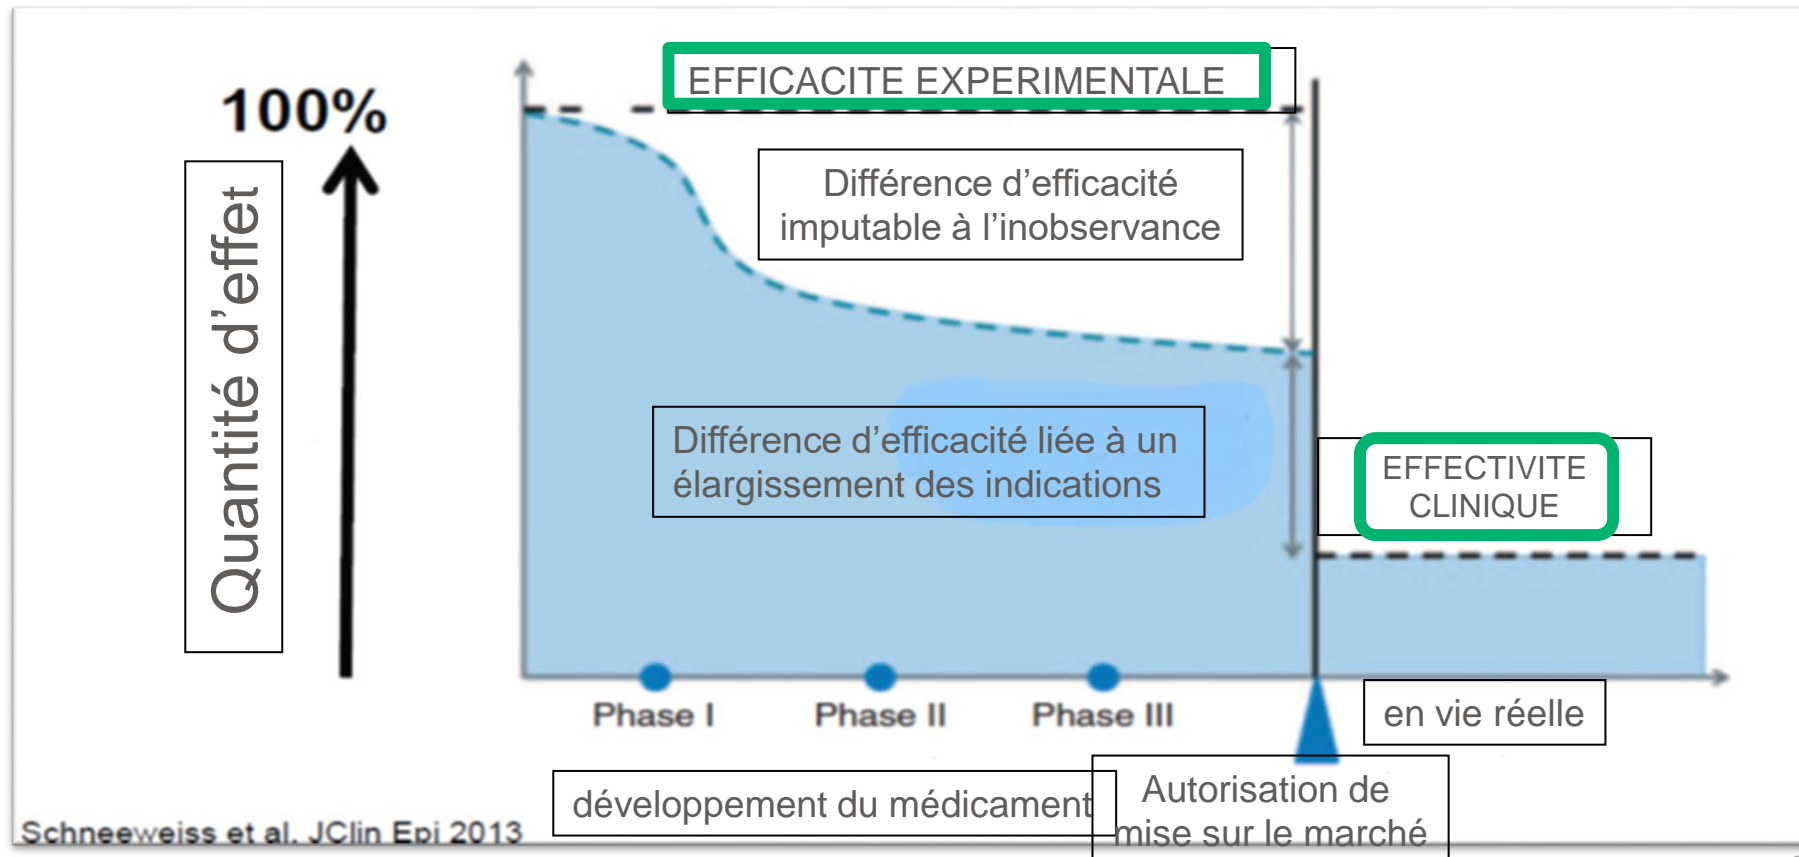 EFFICACITE EXPERIMENTALE
100%
Quantité d'effet
Différence d’efficacité
imputable à l’inobservance
Différence d’efficacité liée à un
élargissement des indications
EFFECTIVITE
CLINIQUE
Phase I
Phase II
Phase III
en vie réelle
développement du médicament
Autorisation de
mise sur le marché
Schneeweiss et al. JClin Epi 2013